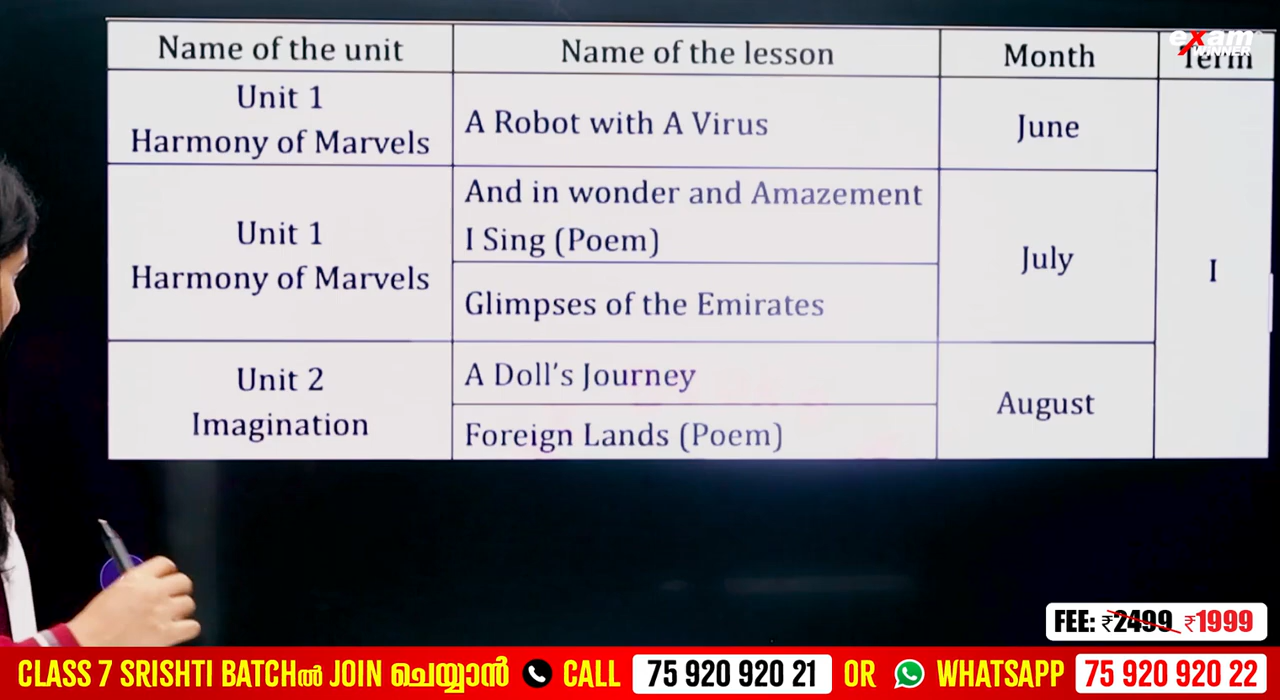 Name of the unit Name of the lesson Month Term
exam
WINNER
Unit 1
Harmony of Marvels
A Robot with A Virus
June
Unit 1
Harmony of Marvels
And in wonder and Amazement
I Sing (Poem)
Glimpses of the Emirates
July
I
Unit 2
Imagination
A Doll's Journey
Foreign Lands (Poem)
August
FEE: ₹2499 ₹1999
CLASS 7 SRISHTI BATCHൽ JOIN ചെയ്യാൻ CALL 75 920 920 21 OR WHATSAPP 75 920 920 22